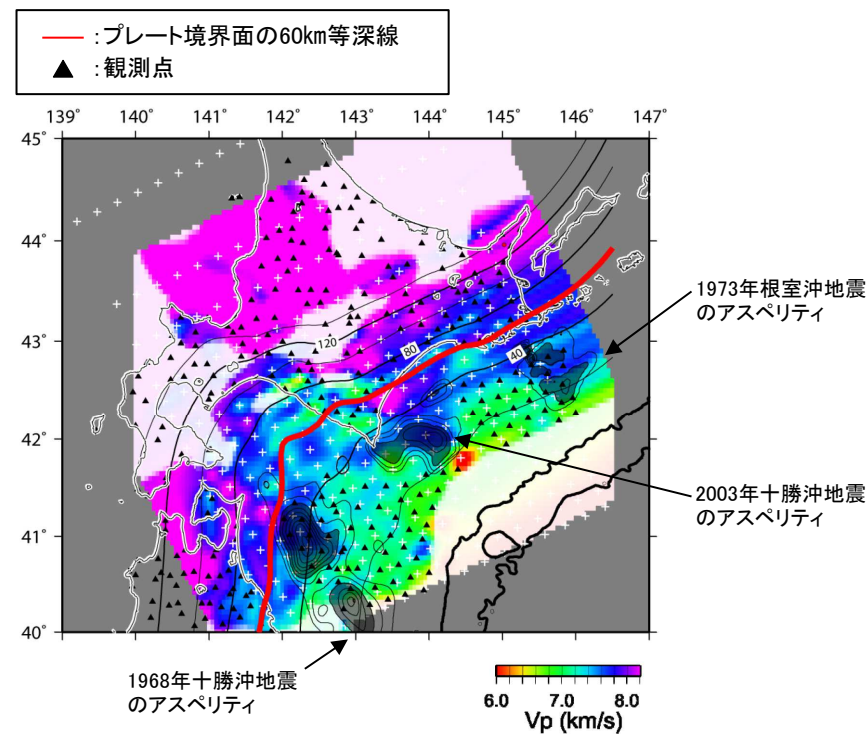 :プレート境界面の60km等深線
:観測点
139° 140° 141° 142° 143° 144° 145° 146° 147°
45°
44°
43°
42°
41°
40°
120
80
40
1973年根室沖地震
のアスペリティ
2003年十勝沖地震
のアスペリティ
1968年十勝沖地震
のアスペリティ
6.0 7.0 8.0
Vp (km/s)